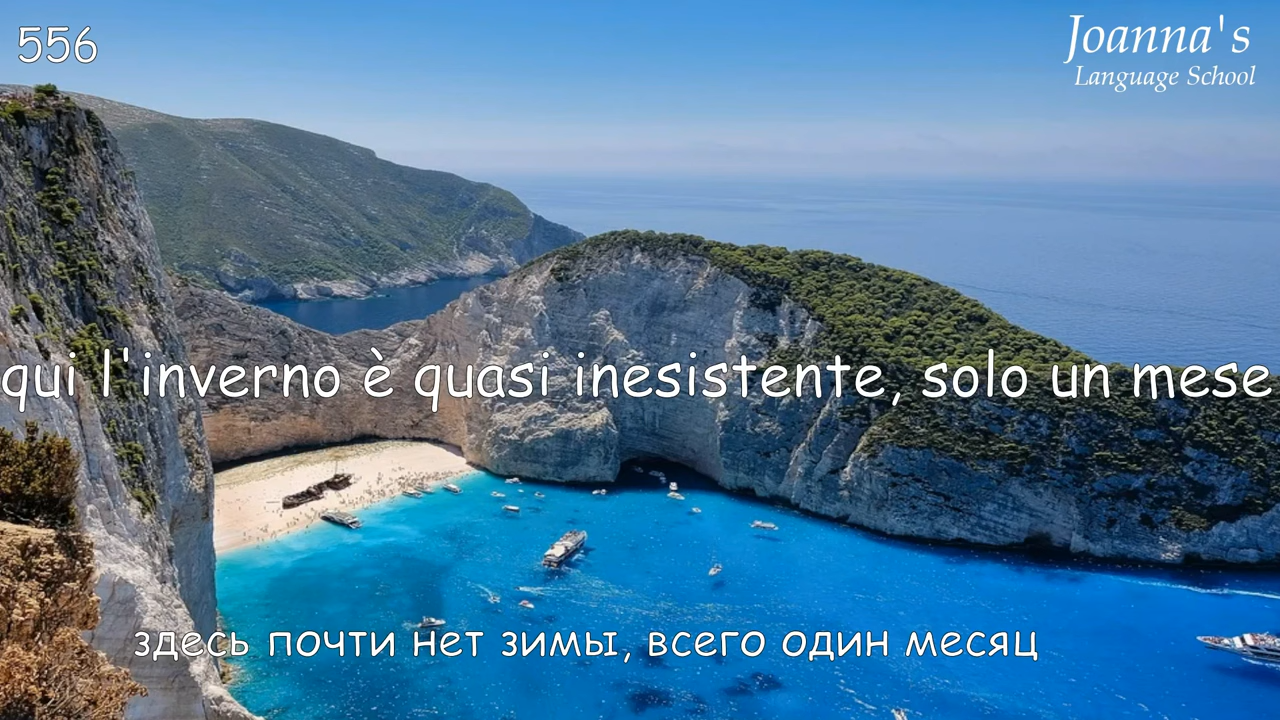 556
Joanna's
Language School
qui l'inverno è quasi inesistente, solo un mese
здесь почти нет зимы, всего один месяц